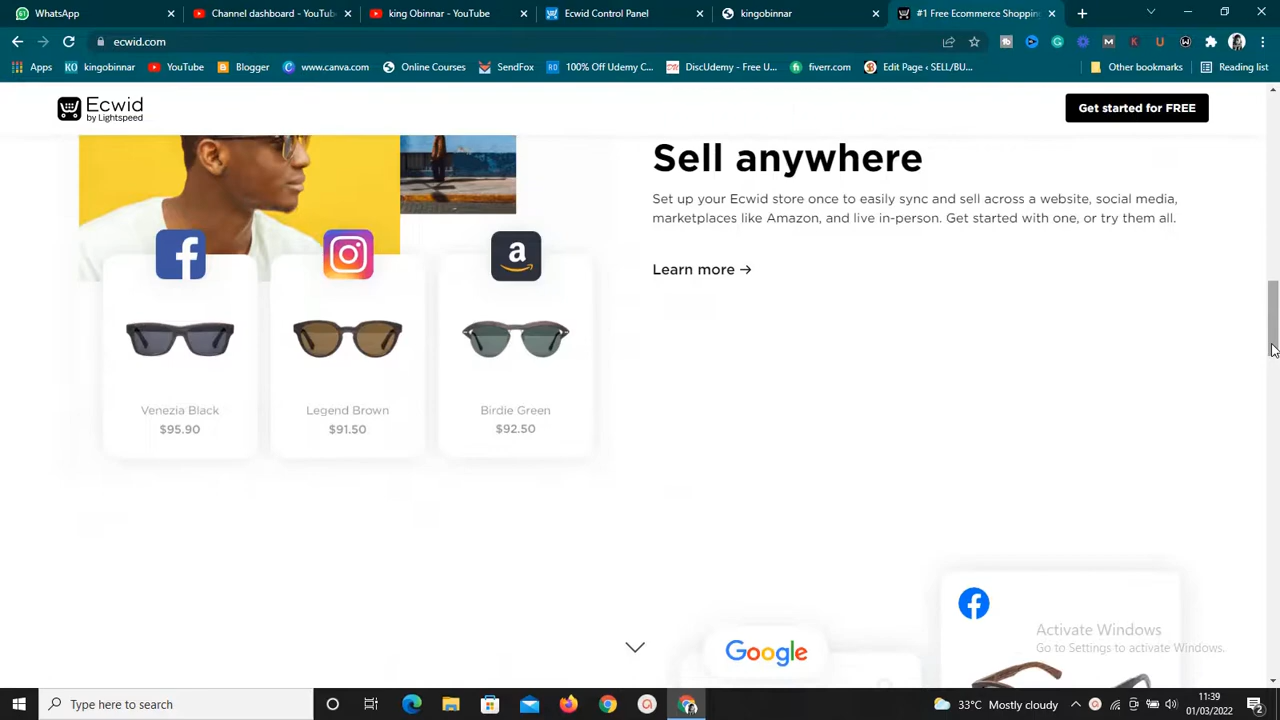 WhatsApp
Channel dashboard - YouTub
king Obinnar - YouTube
Ecwid Control Panel
kingobinnar
#1 Free Ecommerce Shoppin
ecwid.com
Apps
kingobinnar
YouTube
Blogger
www.canva.com
Online Courses
SendFox
100% Off Udemy C...
DiscUdemy - Free U...
fiverr.com
Edit Page ‹ SELL/BU...
Other bookmarks
Reading list
Ecwid
by Lightspeed
Get started for FREE
Sell anywhere
Set up your Ecwid store once to easily sync and sell across a website, social media,
marketplaces like Amazon, and live in-person. Get started with one, or try them all.
Learn more →
Venezia Black
$95.90
Legend Brown
$91.50
Birdie Green
$92.50
Google
Activate Windows
Go to Settings to activate Windows.
Type here to search
33°C Mostly cloudy
11:39
01/03/2022